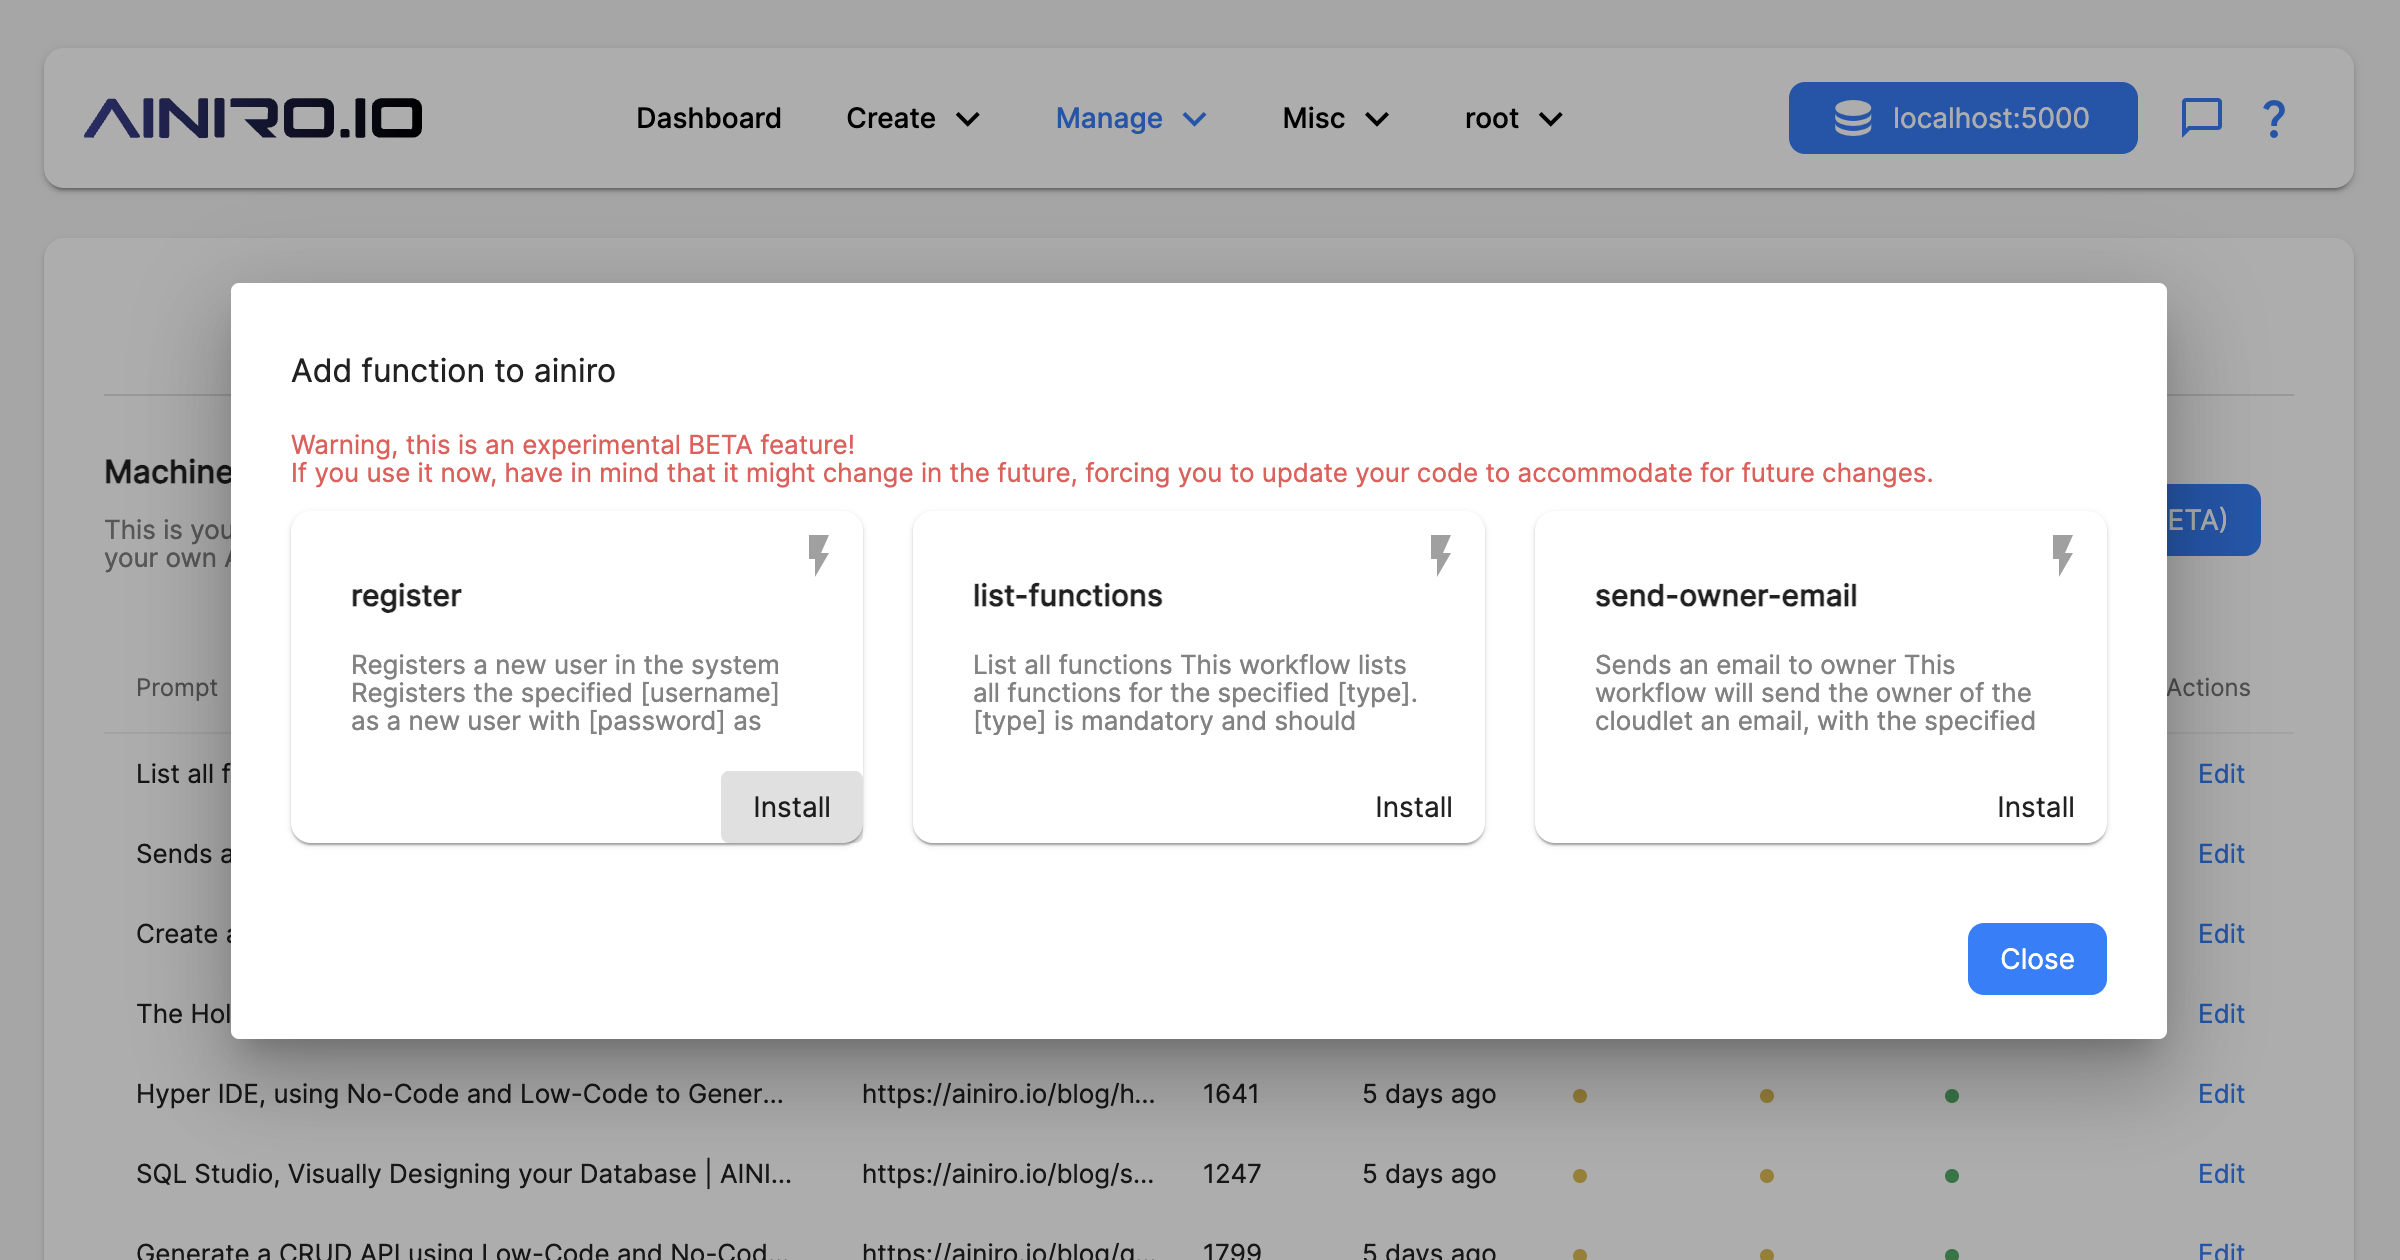 AINIRO.IO
Dashboard
Create
Manage
Misc
root
localhost:5000
?
Add function to ainiro
Warning, this is an experimental BETA feature!
If you use it now, have in mind that it might change in the future, forcing you to update your code to accommodate for future changes.
Machine
This is you
your own
ETA)
register
Registers a new user in the system
Registers the specified [username]
as a new user with [password] as
Install
list-functions
List all functions This workflow lists
all functions for the specified [type].
[type] is mandatory and should
Install
send-owner-email
Sends an email to owner This
workflow will send the owner of the
cloudlet an email, with the specified
Install
Close
Prompt
Actions
List all f
Edit
Sends a
Edit
Create a
Edit
The Hol
Edit
Hyper IDE, using No-Code and Low-Code to Gener... https://ainiro.io/blog/h... 1641 5 days ago Edit
SQL Studio, Visually Designing your Database | AINI... https://ainiro.io/blog/s... 1247 5 days ago Edit
Generate a CRUD API using Low-Code and No-Cod... https://ainiro.io/blog/g... 1799 5 days ago Edit